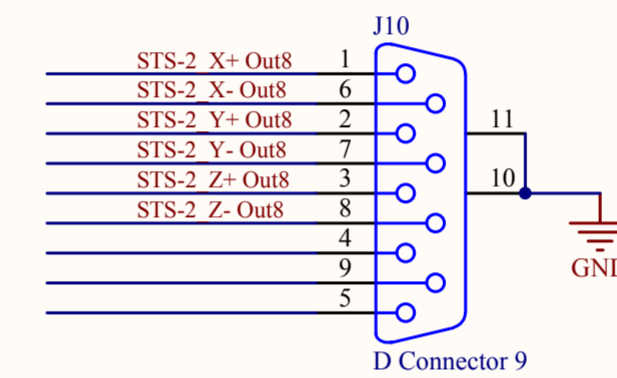 J10
STS-2_X+ Out8 1
STS-2_X- Out8 6
STS-2_Y+ Out8 2 11
STS-2_Y- Out8 7
STS-2_Z+ Out8 3 10
STS-2_Z- Out8 8
4
9
5
D Connector 9